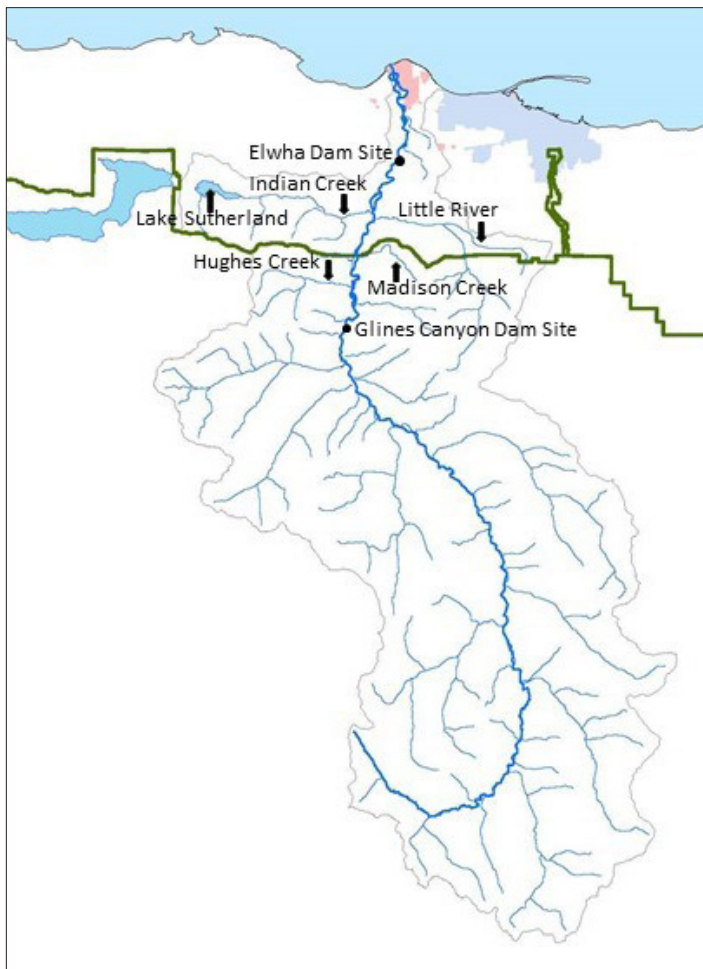 Elwha Dam Site
Indian Creek
Little River
Lake Sutherland
Hughes Creek
Madison Creek
Glines Canyon Dam Site